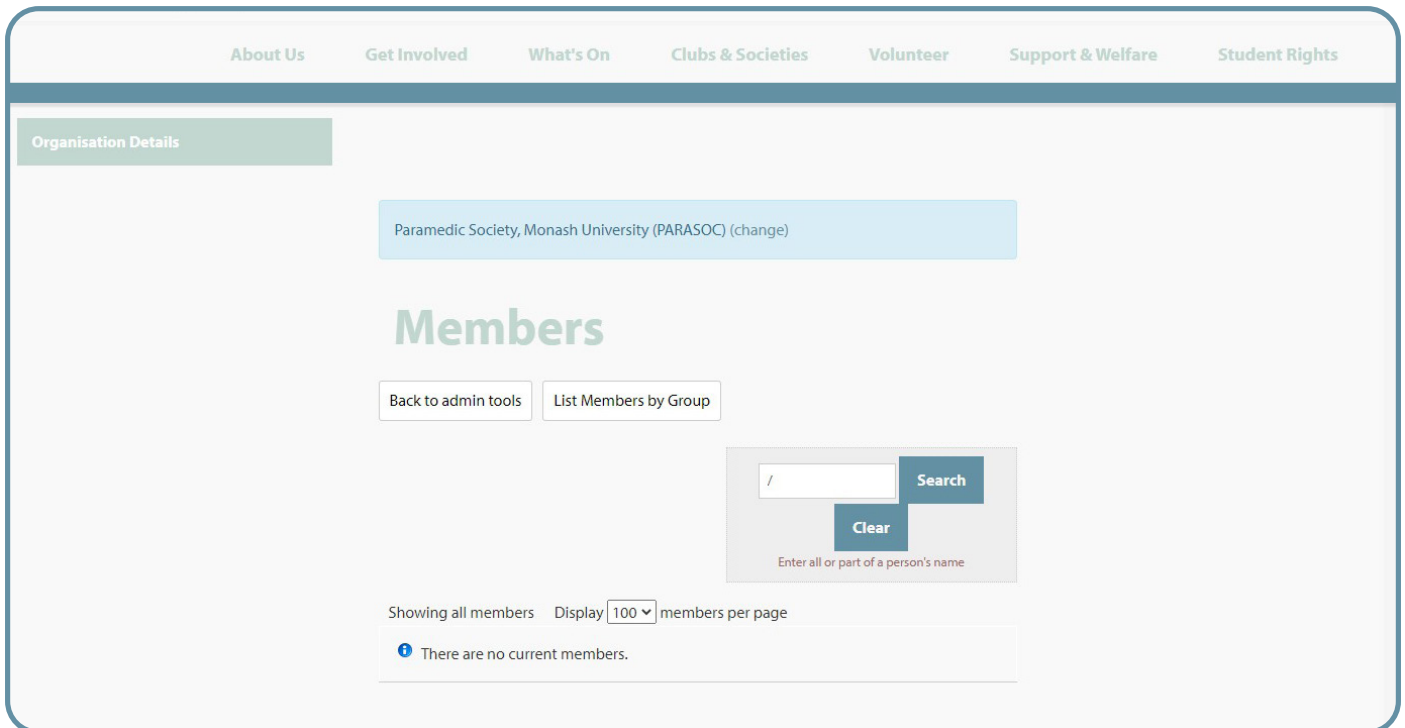 About Us Get Involved What's On Clubs & Societies Volunteer Support & Welfare Student Rights
Organisation Details
Paramedic Society, Monash University (PARASOC) (change)
Members
Back to admin tools List Members by Group
/ Search
Clear
Enter all or part of a person's name
Showing all members Display 100 members per page
There are no current members.